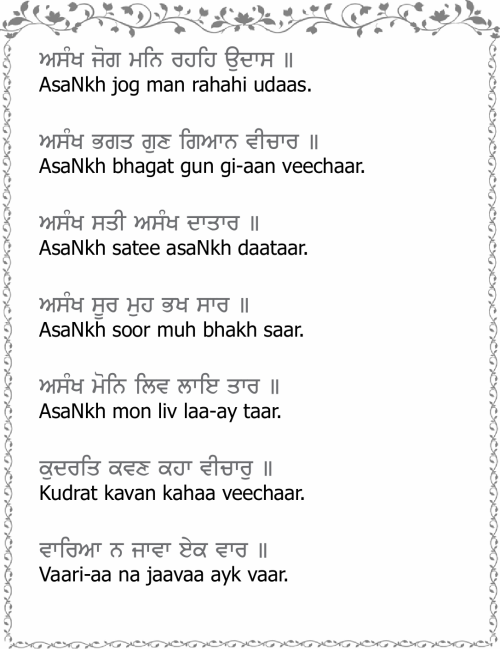 ਅਸੰਖ ਜੋਗ ਮਨਿ ਰਹਹਿ ਉਦਾਸ ॥
AsaNkh jog man rahahi udaas.
ਅਸੰਖ ਭਗਤ ਗੁਣ ਗਿਆਨ ਵੀਚਾਰ ॥
AsaNkh bhagat gun gi-aan veechaar.
ਅਸੰਖ ਸਤੀ ਅਸੰਖ ਦਾਤਾਰ ॥
AsaNkh satee asaNkh daataar.
ਅਸੰਖ ਸੂਰ ਮੁਹ ਭਖ ਸਾਰ ॥
AsaNkh soor muh bhakh saar.
ਅਸੰਖ ਮੋਨਿ ਲਿਵ ਲਾਇ ਤਾਰ ॥
AsaNkh mon liv laa-ay taar.
ਕੁਦਰਤਿ ਕਵਣ ਕਹਾ ਵੀਚਾਰੁ ॥
Kudrat kavan kahaa veechaar.
ਵਾਰਿਆ ਨ ਜਾਵਾ ਏਕ ਵਾਰ ॥
Vaari-aa na jaavaa ayk vaar.